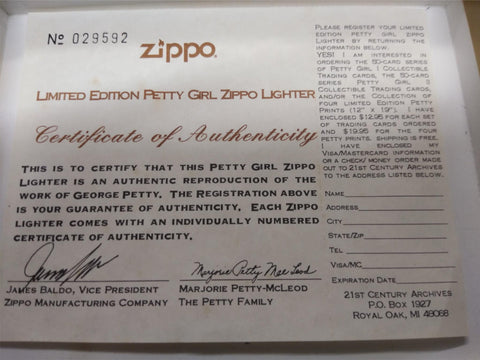 № 029592
zippo.
LIMITED EDITION PETTY GIRL ZIPPO LIGHTER
Certificate of Authenticity
THIS IS TO CERTIFY THAT THIS PETTY GIRL ZIPPO
LIGHTER IS AN AUTHENTIC REPRODUCTION OF THE
WORK OF GEORGE PETTY. THE REGISTRATION ABOVE
IS YOUR GUARANTEE OF AUTHENTICITY. EACH ZIPPO
LIGHTER COMES WITH AN INDIVIDUALLY NUMBERED
CERTIFICATE OF AUTHENTICITY.
Marjorie Petty Mac Leod
JAMES BALDO, VICE PRESIDENT
ZIPPO MANUFACTURING COMPANY
MARJORIE PETTY-MCLEOD
THE PETTY FAMILY
PLEASE REGISTER YOUR LIMITED
EDITION PETTY GIRL ZIPPO
LIGHTER BY RETURNING THE
INFORMATION BELOW.
YES! I AM INTERESTED IN
ORDERING THE 50-CARD SERIES
OF PETTY GIRL I COLLECTIBLE
TRADING CARDS, THE 50-CARD
SERIES PETTY GIRL II
COLLECTIBLE TRADING CARDS,
AND/OR THE COLLECTION OF
FOUR LIMITED EDITION PETTY
PRINTS (12" X 19"). I HAVE
ENCLOSED $12.95 FOR EACH SET
OF TRADING CARDS ORDERED
AND $19.95 FOR THE FOUR
PETTY PRINTS. SHIPPING IS FREE.
I HAVE ENCLOSED MY
VISA/MASTERCARD INFORMATION
OR A CHECK/ MONEY ORDER MADE
OUT TO 21ST CENTURY ARCHIVES
TO THE ADDRESS LISTED BELOW.
NAME
ADDRESS
CITY
STATE/ZIP
TEL
VISA/MC
EXPIRATION DATE
21ST CENTURY ARCHIVES
P.O. BOX 1927
ROYAL OAK, MI 48068